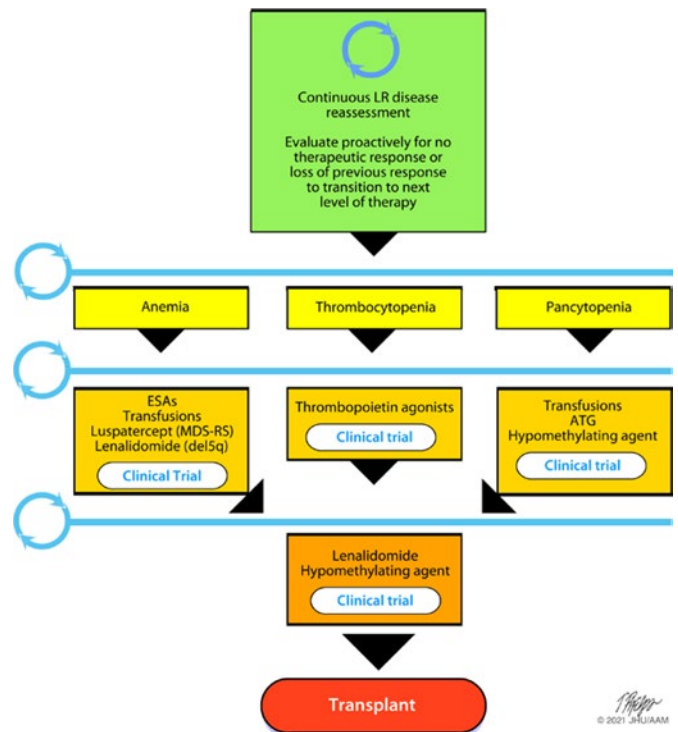 Continuous LR disease
reassessment
Evaluate proactively for no
therapeutic response or
loss of previous response
to transition to next
level of therapy
Anemia
Thrombocytopenia
Pancytopenia
ESAs
Transfusions
Luspatercept (MDS-RS)
Lenalidomide (del5q)
Clinical Trial
Thrombopoietin agonists
Clinical trial
Transfusions
ATG
Hypomethylating agent
Clinical trial
Lenalidomide
Hypomethylating agent
Clinical trial
Transplant
© 2021 JHU/AAM